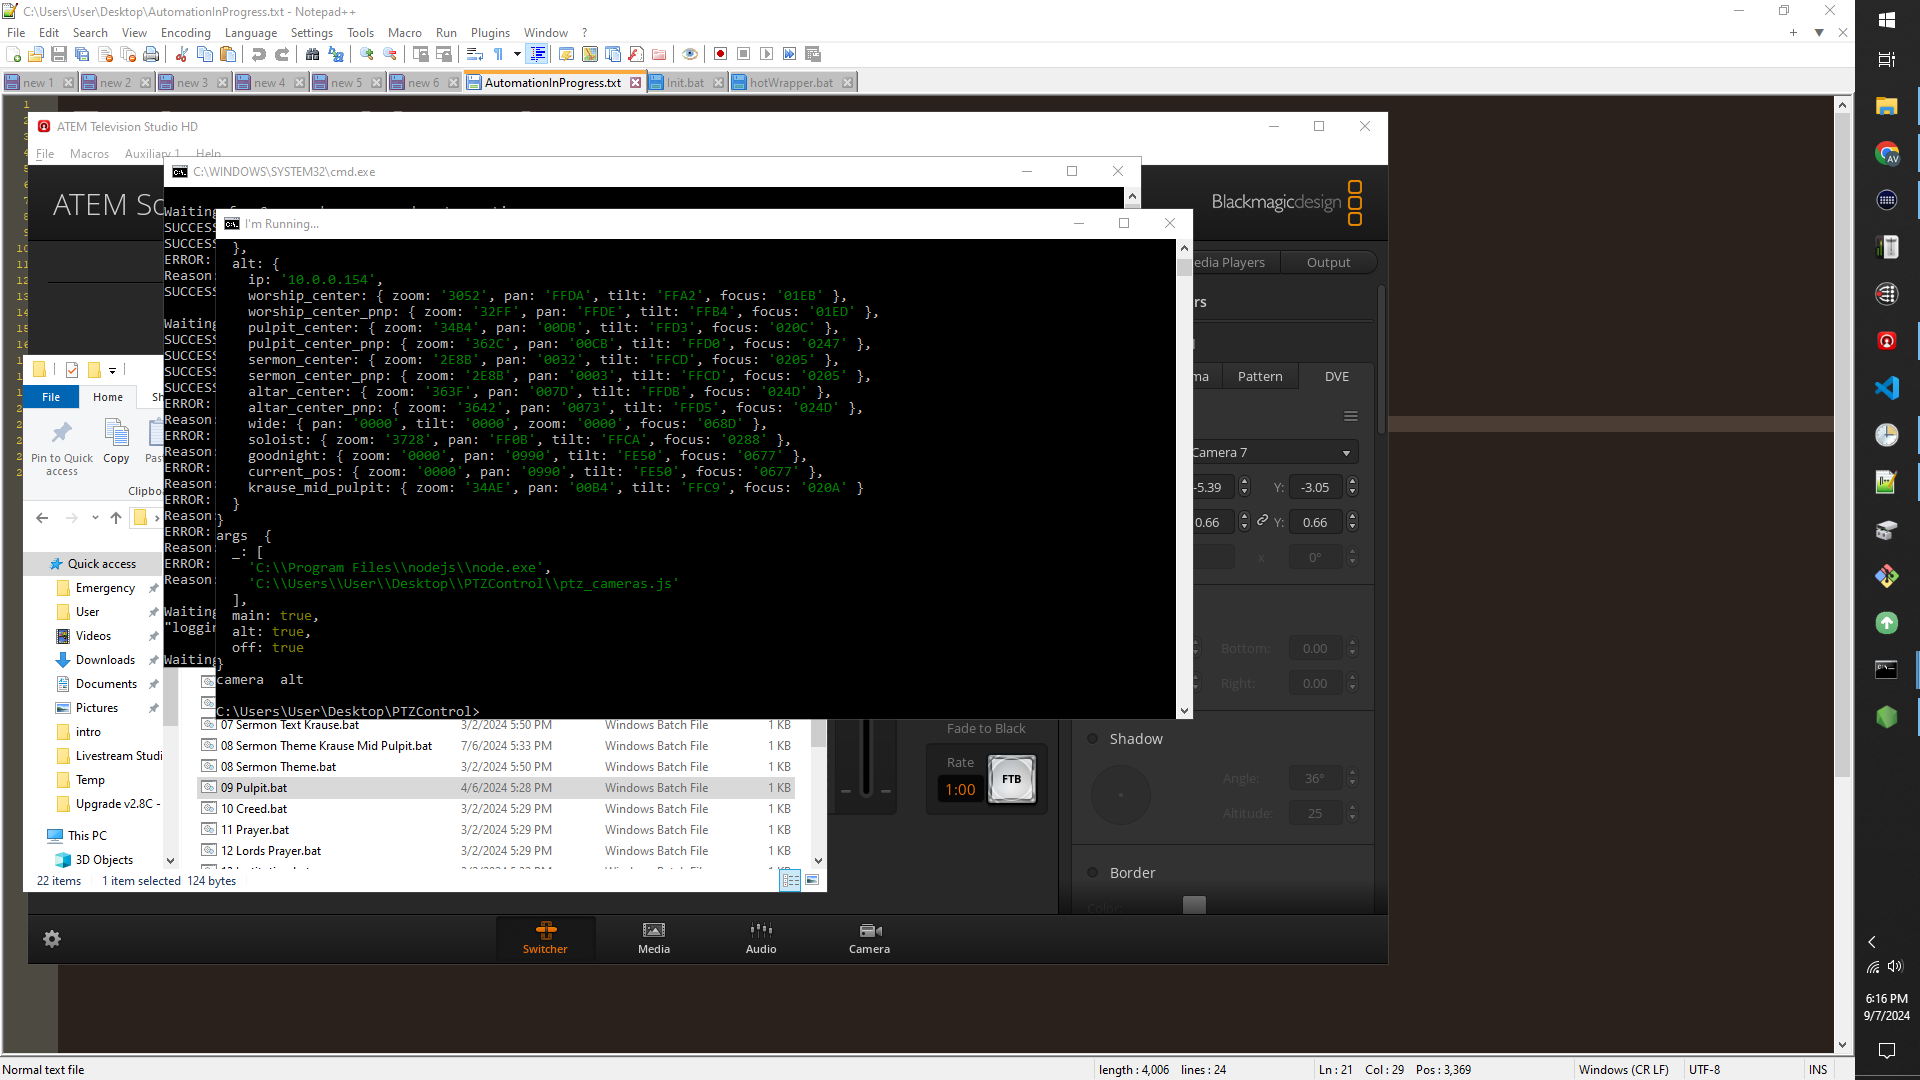 C:\Users\User\Desktop\AutomationInProgress.txt - Notepad++
File Edit Search View Encoding Language Settings Tools Macro Run Plugins Window ?
new 1 new 2 new 3 new 4 new 5 new 6 AutomationInProgress.txt Init.bat hotWrapper.bat
ATEM Television Studio HD
File Macros Auxiliary 1 Help
C:\WINDOWS\SYSTEM32\cmd.exe
I'm Running...
},
alt: {
ip: '10.0.0.154',
worship_center: { zoom: '3052', pan: 'FFDA', tilt: 'FFA2', focus: '01EB' },
worship_center_pnp: { zoom: '32FF', pan: 'FFDE', tilt: 'FFB4', focus: '01ED' },
pulpit_center: { zoom: '34B4', pan: '00DB', tilt: 'FFD3', focus: '020C' },
pulpit_center_pnp: { zoom: '362C', pan: '00CB', tilt: 'FFD0', focus: '0247' },
sermon_center: { zoom: '2E8B', pan: '0032', tilt: 'FFCD', focus: '0205' },
sermon_center_pnp: { zoom: '2E8B', pan: '0003', tilt: 'FFCD', focus: '0205' },
altar_center: { zoom: '363F', pan: '007D', tilt: 'FFDB', focus: '024D' },
altar_center_pnp: { zoom: '3642', pan: '0073', tilt: 'FFD5', focus: '024D' },
wide: { pan: '0000', tilt: '0000', zoom: '0000', focus: '068D' },
soloist: { zoom: '3728', pan: 'FF0B', tilt: 'FFCA', focus: '0288' },
goodnight: { zoom: '0000', pan: '0990', tilt: 'FE50', focus: '0677' },
current_pos: { zoom: '0000', pan: '0990', tilt: 'FE50', focus: '0677' },
krause_mid_pulpit: { zoom: '34AE', pan: '00B4', tilt: 'FFC9', focus: '020A' }
}
}
args {
_: [
'C:\\Program Files\\nodejs\\node.exe',
'C:\\Users\\User\\Desktop\\PTZControl\\ptz_cameras.js'
],
main: true,
alt: true,
off: true
}
camera alt
C:\Users\User\Desktop\PTZControl>
ATEM
Waiting
SUCCESS
SUCCESS
ERROR:
Reason:
SUCCESS
Waiting
SUCCESS
SUCCESS
SUCCESS
SUCCESS
SUCCESS
ERROR:
Reason:
ERROR:
Reason:
ERROR:
Reason:
ERROR:
Reason:
ERROR:
Reason:
ERROR:
Reason:
Waiting
Waiting
File Home
Pin to Quick access
Copy
Quick access
Emergency
User
Videos
Downloads
Documents
Pictures
intro
Livestream Studi
Temp
Upgrade v2.8C -
This PC
3D Objects
07 Sermon Text Krause.bat 3/2/2024 5:50 PM Windows Batch File 1 KB
08 Sermon Theme Krause Mid Pulpit.bat 7/6/2024 5:33 PM Windows Batch File 1 KB
08 Sermon Theme.bat 3/2/2024 5:50 PM Windows Batch File 1 KB
09 Pulpit.bat 4/6/2024 5:28 PM Windows Batch File 1 KB
10 Creed.bat 3/2/2024 5:29 PM Windows Batch File 1 KB
11 Prayer.bat 3/2/2024 5:29 PM Windows Batch File 1 KB
12 Lords Prayer.bat 3/2/2024 5:29 PM Windows Batch File 1 KB
22 items 1 item selected 124 bytes
Blackmagicdesign
edia Players Output
Pattern DVE
Camera 7
-5.39 Y: -3.05
0.66 Y: 0.66
x 0°
Bottom: 0.00
Right: 0.00
Shadow
Angle: 36°
Altitude: 25
Border
Color:
Fade to Black
Rate
1:00
FTB
Switcher Media Audio Camera
6:16 PM
9/7/2024
Normal text file length : 4,006 lines : 24 Ln : 21 Col : 29 Pos : 3,369 Windows (CR LF) UTF-8 INS